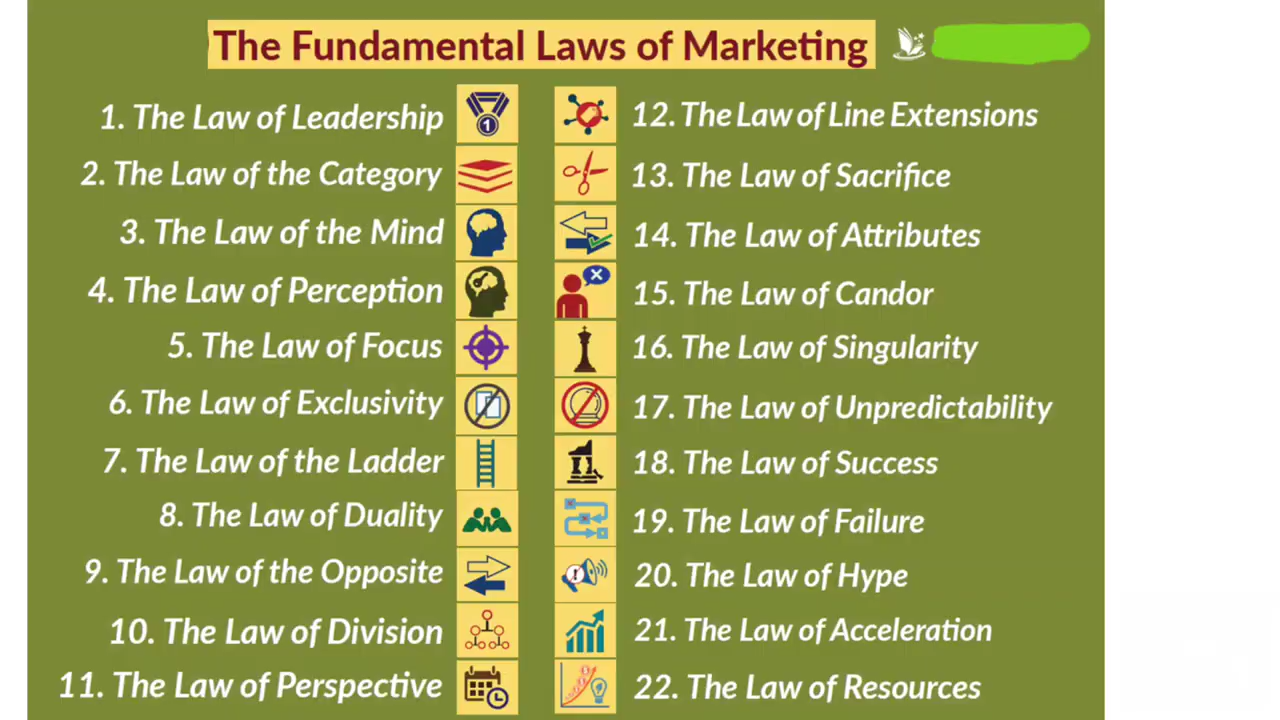 The Fundamental Laws of Marketing
1. The Law of Leadership
2. The Law of the Category
3. The Law of the Mind
4. The Law of Perception
5. The Law of Focus
6. The Law of Exclusivity
7. The Law of the Ladder
8. The Law of Duality
9. The Law of the Opposite
10. The Law of Division
11. The Law of Perspective
12. The Law of Line Extensions
13. The Law of Sacrifice
14. The Law of Attributes
15. The Law of Candor
16. The Law of Singularity
17. The Law of Unpredictability
18. The Law of Success
19. The Law of Failure
20. The Law of Hype
21. The Law of Acceleration
22. The Law of Resources